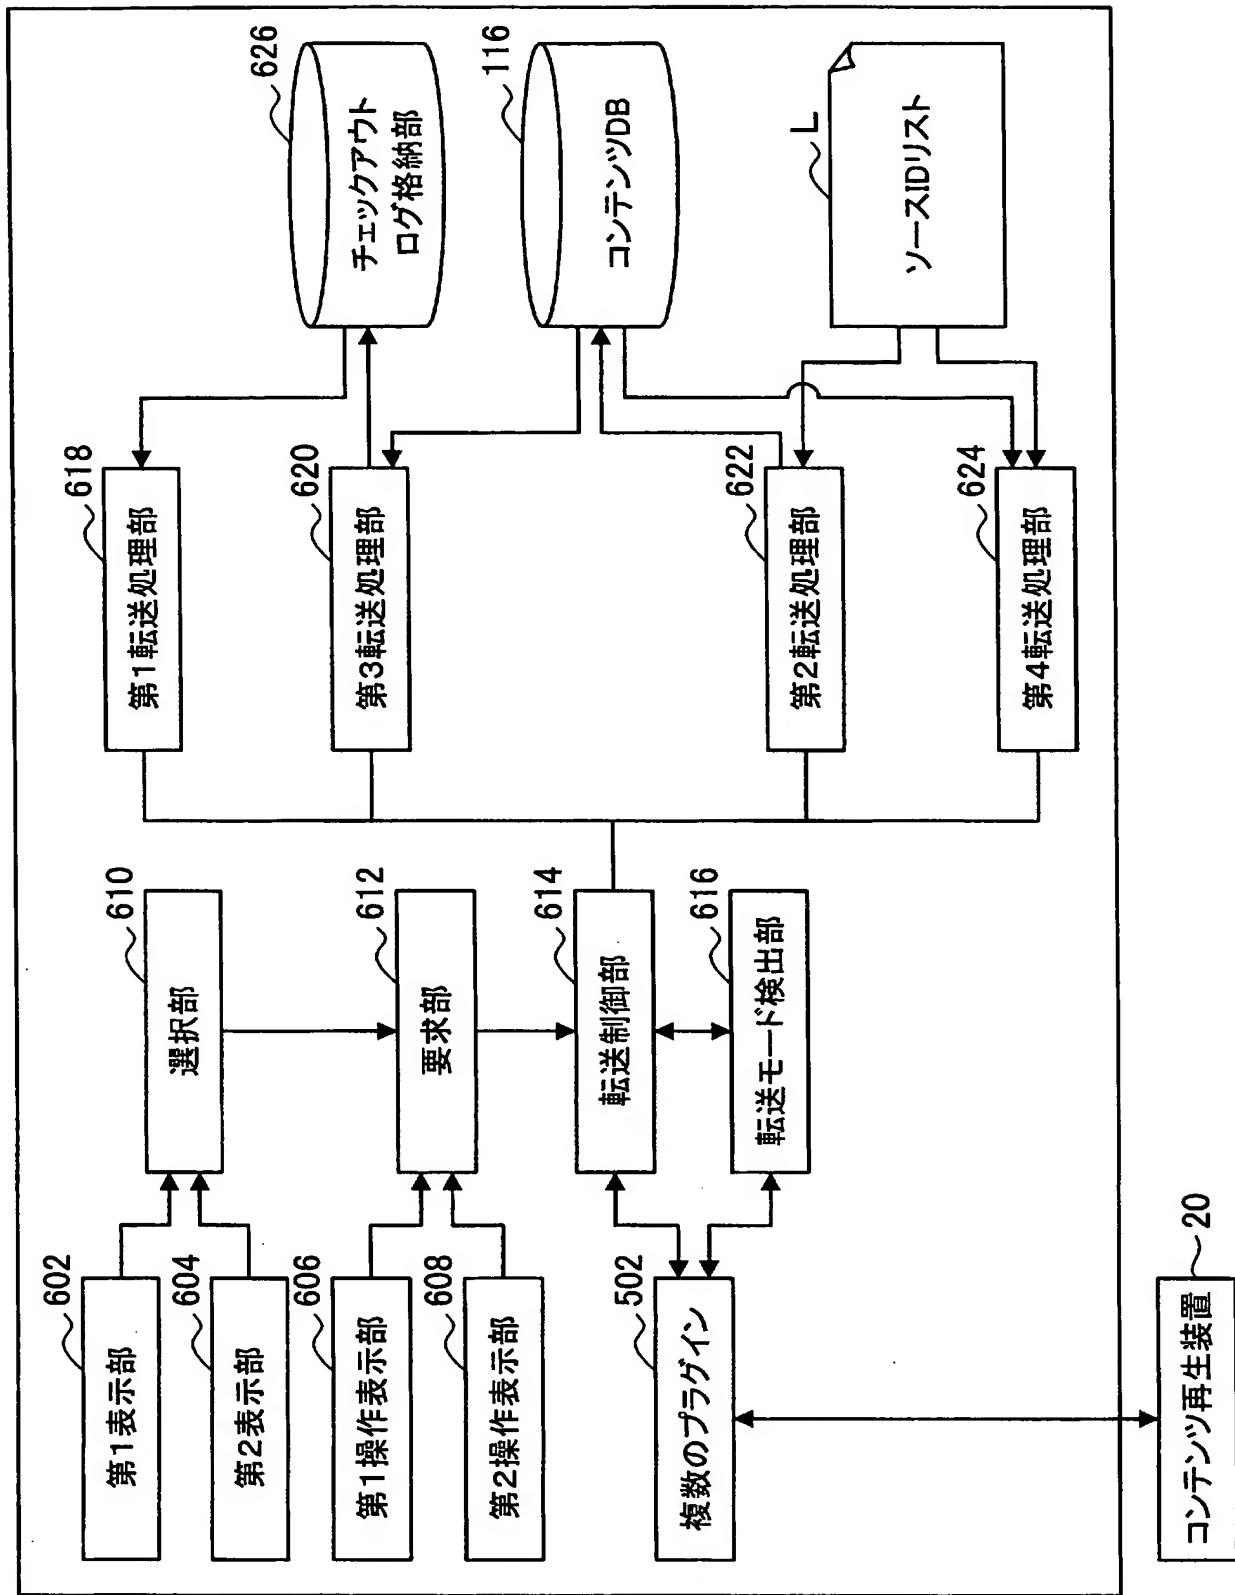 602
第1表示部
604
第2表示部
606
第1操作表示部
608
第2操作表示部
502
複数のプラグイン
610
選択部
612
要求部
614
転送制御部
616
転送モード検出部
618
第1転送処理部
620
第3転送処理部
622
第2転送処理部
624
第4転送処理部
626
チェックアウト
ログ格納部
116
コンテンツDB
L
ソースIDリスト
20
コンテンツ再生装置